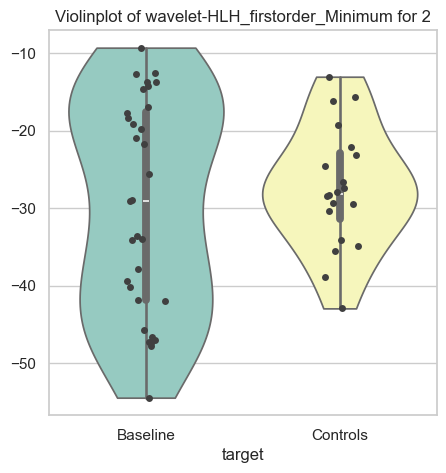 Violinplot of wavelet-HLH_firstorder_Minimum for 2
−10
−20
−30
−40
−50
Baseline
Controls
target